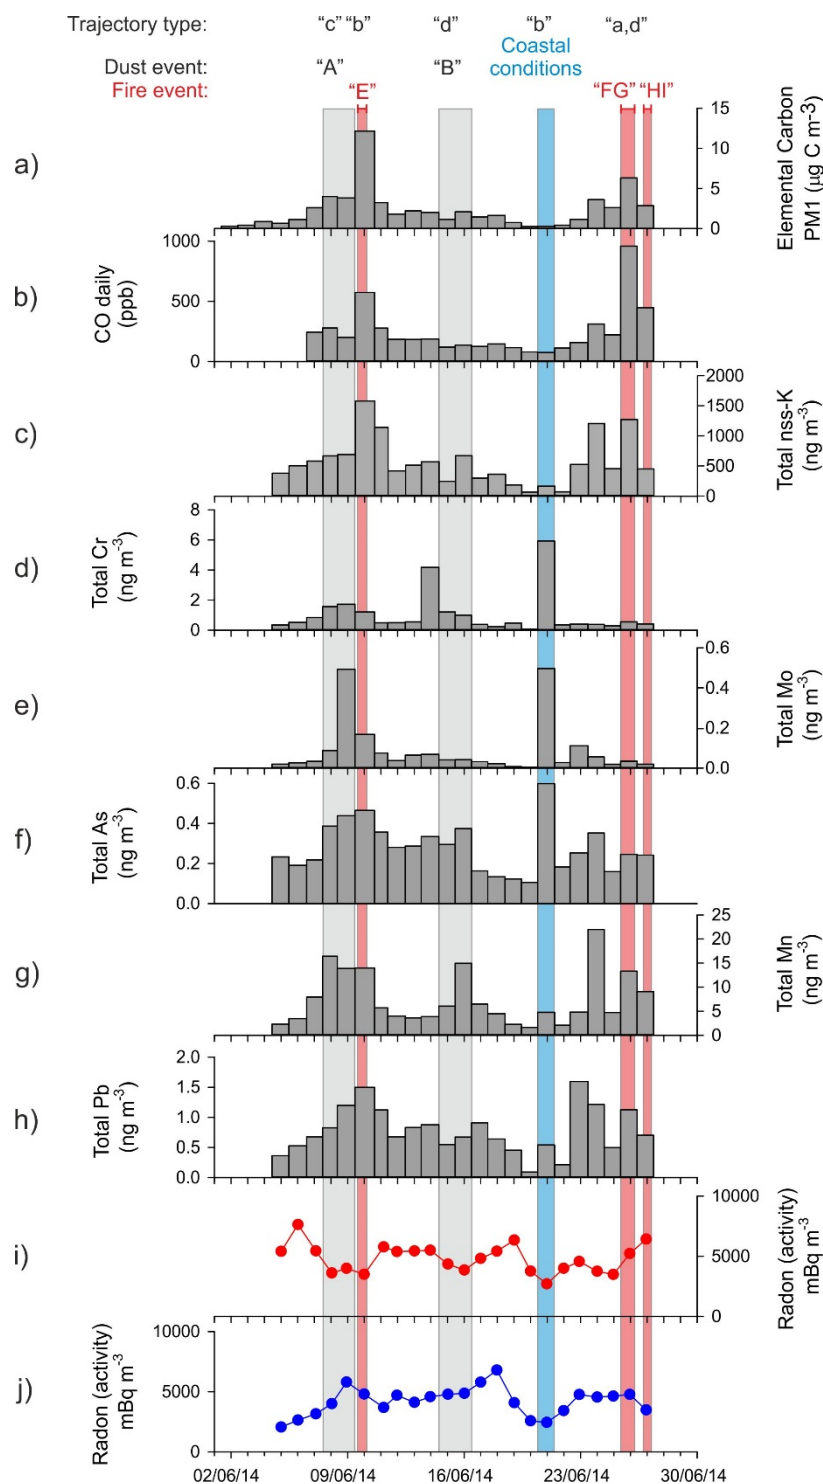 Trajectory type: “c” “b” “d” “b” “a,d”
Coastal
conditions
Dust event: “A” “B”
Fire event: “E” “FG” “HI”
a)
15
10
5
0
Elemental Carbon
PM1 (µg C m-3)
b)
CO daily
(ppb)
1000
500
0
c)
2000
1500
1000
500
0
Total nss-K
(ng m-3)
d)
Total Cr
(ng m-3)
8
6
4
2
0
e)
0.6
0.4
0.2
0.0
Total Mo
(ng m-3)
f)
Total As
(ng m-3)
0.6
0.4
0.2
0.0
g)
25
20
15
10
5
0
Total Mn
(ng m-3)
h)
Total Pb
(ng m-3)
2.0
1.5
1.0
0.5
0.0
i)
10000
5000
0
Radon (activity)
mBq m-3
j)
Radon (activity)
mBq m-3
10000
5000
0
02/06/14 09/06/14 16/06/14 23/06/14 30/06/14